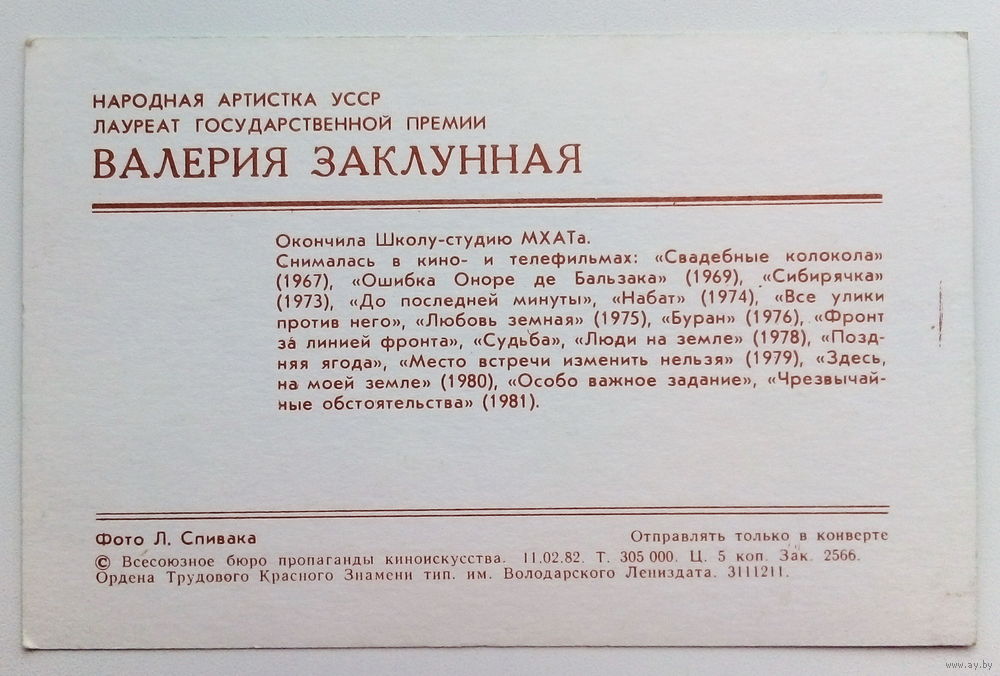 НАРОДНАЯ АРТИСТКА УССР
ЛАУРЕАТ ГОСУДАРСТВЕННОЙ ПРЕМИИ
ВАЛЕРИЯ ЗАКЛУННАЯ
Окончила Школу-студию МХАТа.
Снималась в кино- и телефильмах: «Свадебные колокола»
(1967), «Ошибка Оноре де Бальзака» (1969), «Сибирячка»
(1973), «До последней минуты», «Набат» (1974), «Все улики
против него», «Любовь земная» (1975), «Буран» (1976), «Фронт
за линией фронта», «Судьба», «Люди на земле» (1978), «Позд-
няя ягода», «Место встречи изменить нельзя» (1979), «Здесь,
на моей земле» (1980), «Особо важное задание», «Чрезвычай-
ные обстоятельства» (1981).
Фото Л. Спивака
Отправлять только в конверте
© Всесоюзное бюро пропаганды киноискусства. 11.02.82. Т. 305 000. Ц. 5 коп. Зак. 2566.
Ордена Трудового Красного Знамени тип. им. Володарского Лениздата. 3111211.
www.ay.by